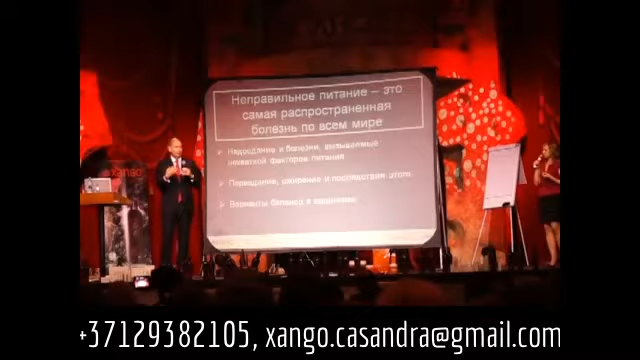 Неправильное питание – это
самая распространенная
болезнь по всем мире
Недоедание и болезни, вызываемые
нехваткой факторов питания
Переедание, ожирение и последствия этого
Варианты баланса в
+37129382105, xango.casandra@gmail.com